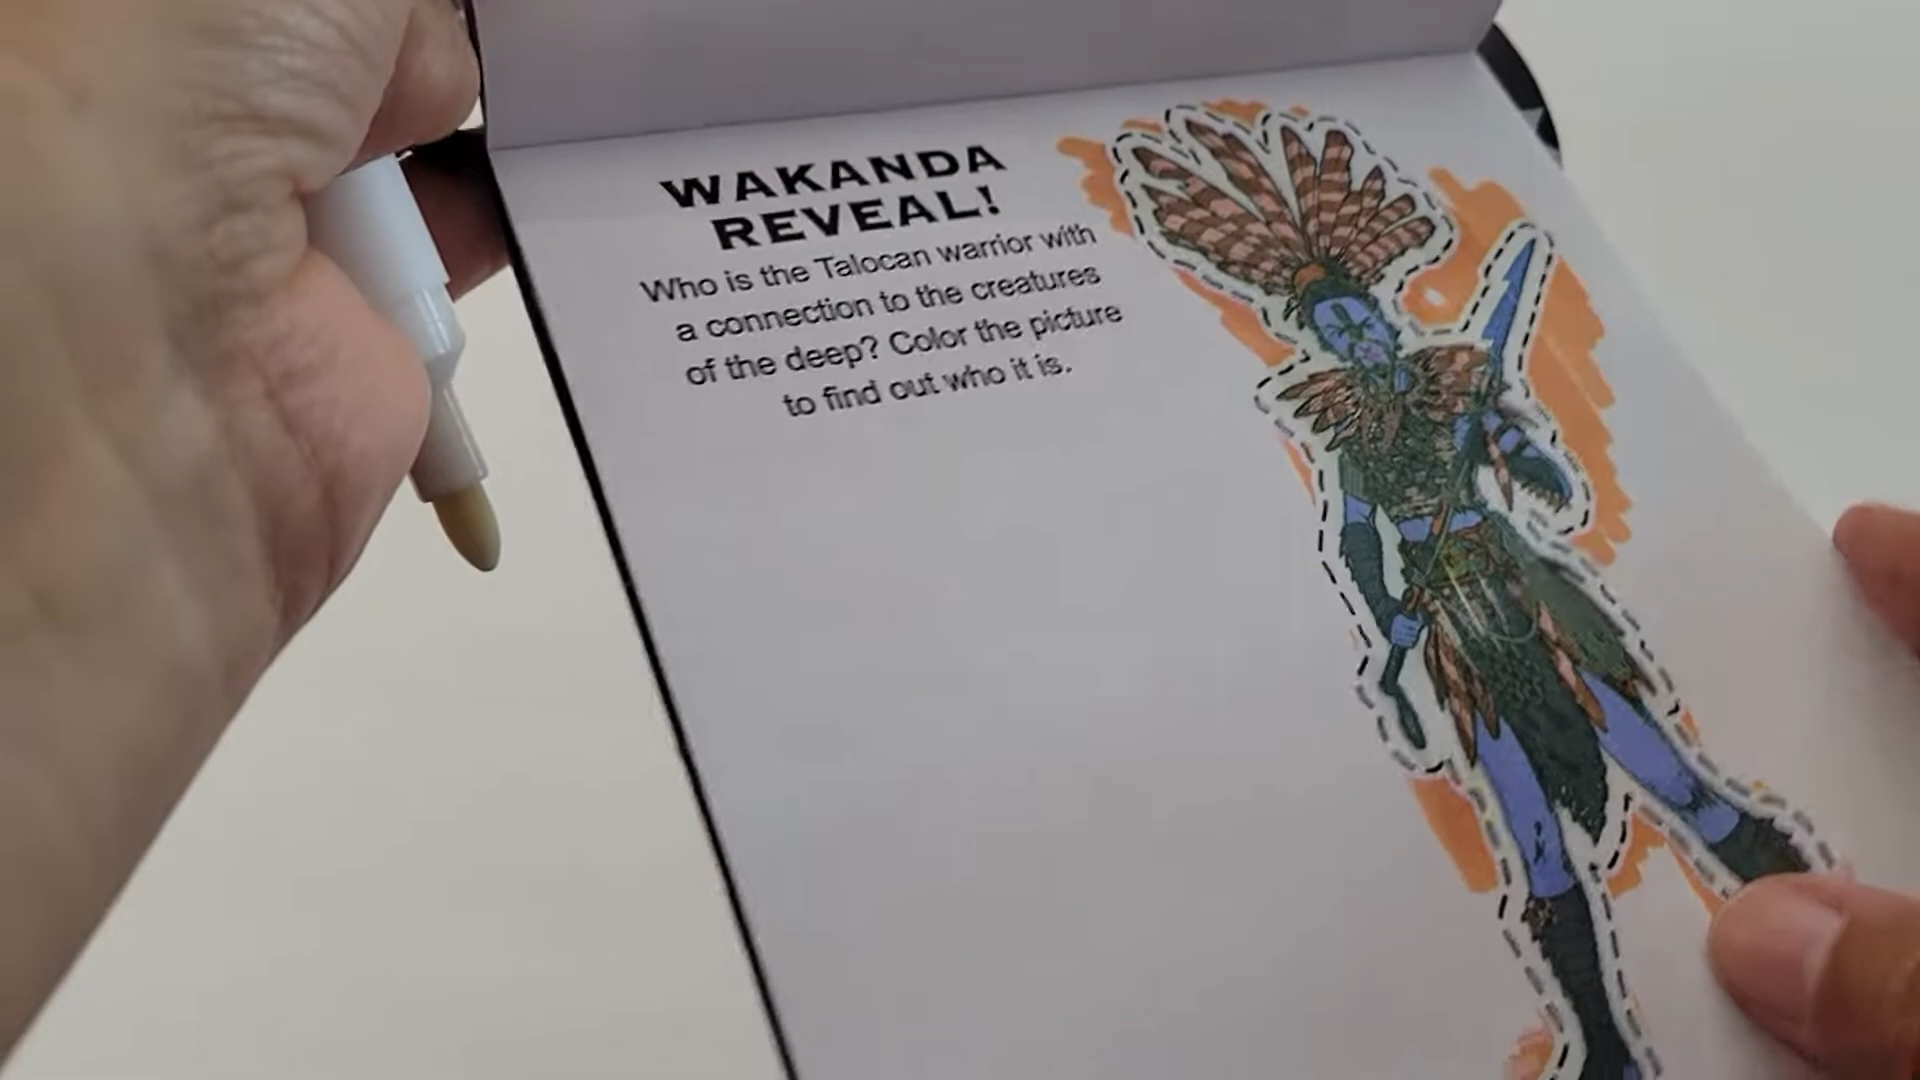 WAKANDA
REVEAL!
Who is the Talocan warrior with
a connection to the creatures
of the deep? Color the picture
to find out who it is.